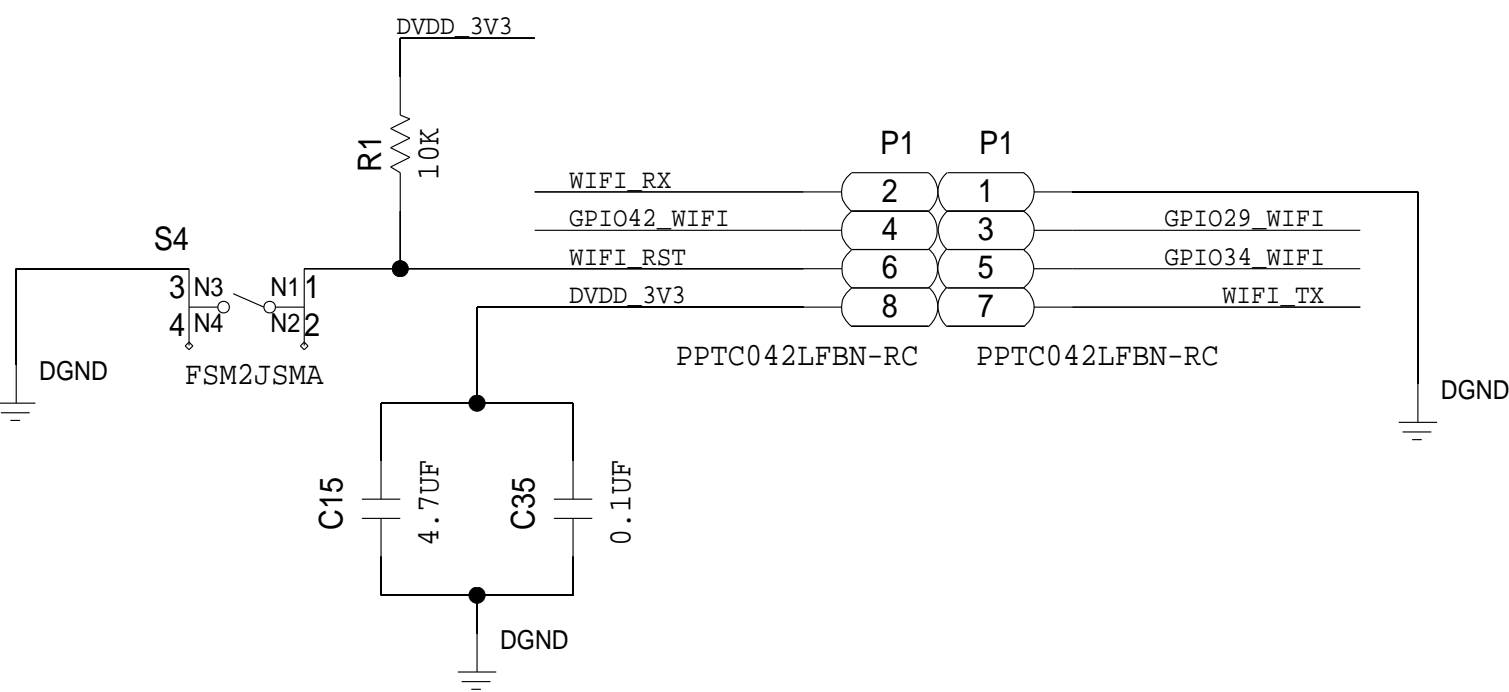 DVDD_3V3
R1
10K
P1 P1
WIFI_RX 2 1
GPIO42_WIFI 4 3 GPIO29_WIFI
WIFI_RST 6 5 GPIO34_WIFI
DVDD_3V3 8 7 WIFI_TX
PPTC042LFBN-RC PPTC042LFBN-RC
S4
3 N3 N1 1
4 N4 N2 2
FSM2JSMA
DGND
DGND
C15
4.7UF
C35
0.1UF
DGND